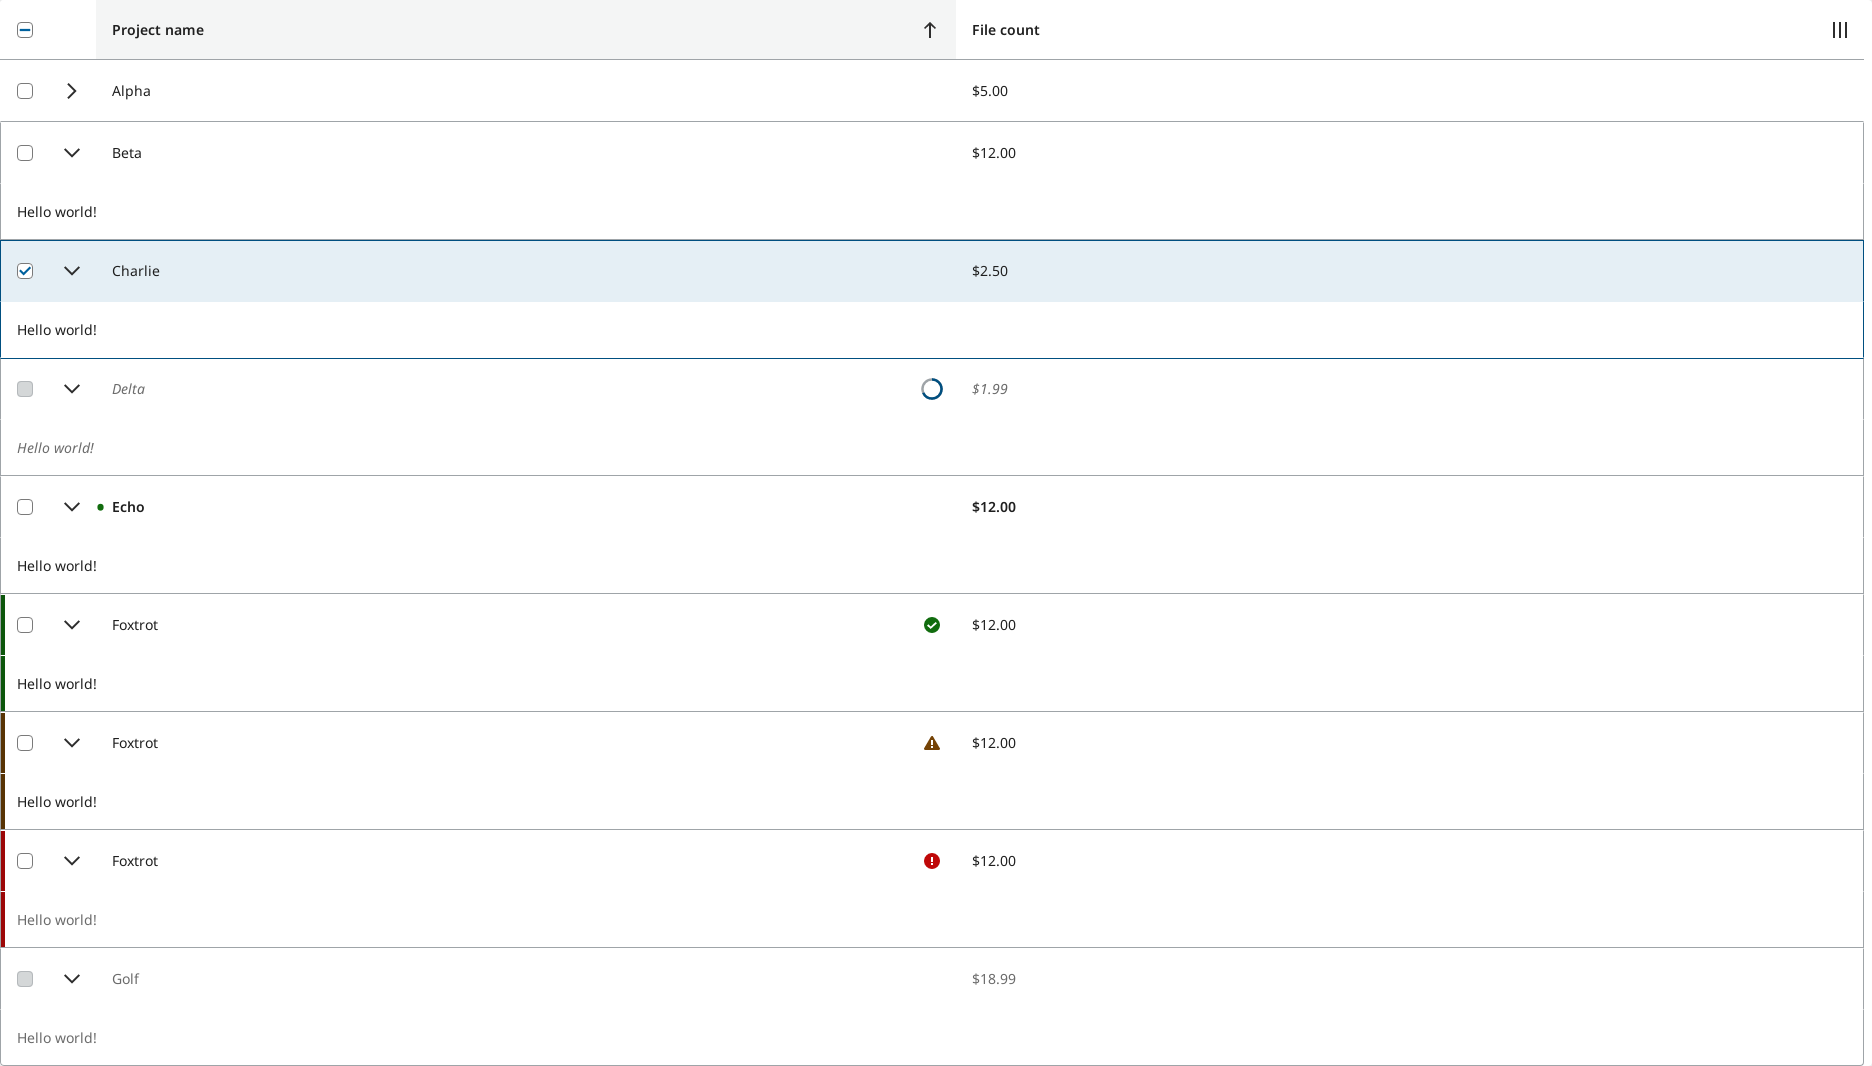 Project name File count
Alpha $5.00
Beta $12.00
Hello world!
Charlie $2.50
Hello world!
Delta $1.99
Hello world!
Echo $12.00
Hello world!
Foxtrot $12.00
Hello world!
Foxtrot $12.00
Hello world!
Foxtrot $12.00
Hello world!
Golf $18.99
Hello world!